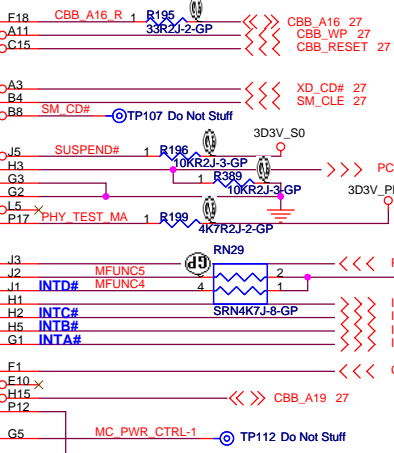 F18 CBB_A16_R 1 R195 CBB_A16 27
A11 33R2J-2-GP CBB_WP 27
C15 CBB_RESET 27
A3 XD_CD# 27
B4 SM_CLE 27
B8 SM_CD# TP107 Do Not Stuff
3D3V_S0
J5 SUSPEND# 1 R196
H3 10KR2J-3-GP PC
G3 1 R389
G2 10KR2J-3-GP 3D3V_P
L5
P17 PHY_TEST_MA 1 R199
4K7R2J-2-GP
RN29
GP
J3
J2 MFUNC5 2
J1 INTD# MFUNC4 4 1
H1 SRN4K7J-8-GP
H2 INTC#
H5 INTB#
G1 INTA#
F1
E10
H15 CBB_A19 27
P12
G5 MC_PWR_CTRL-1 TP112 Do Not Stuff